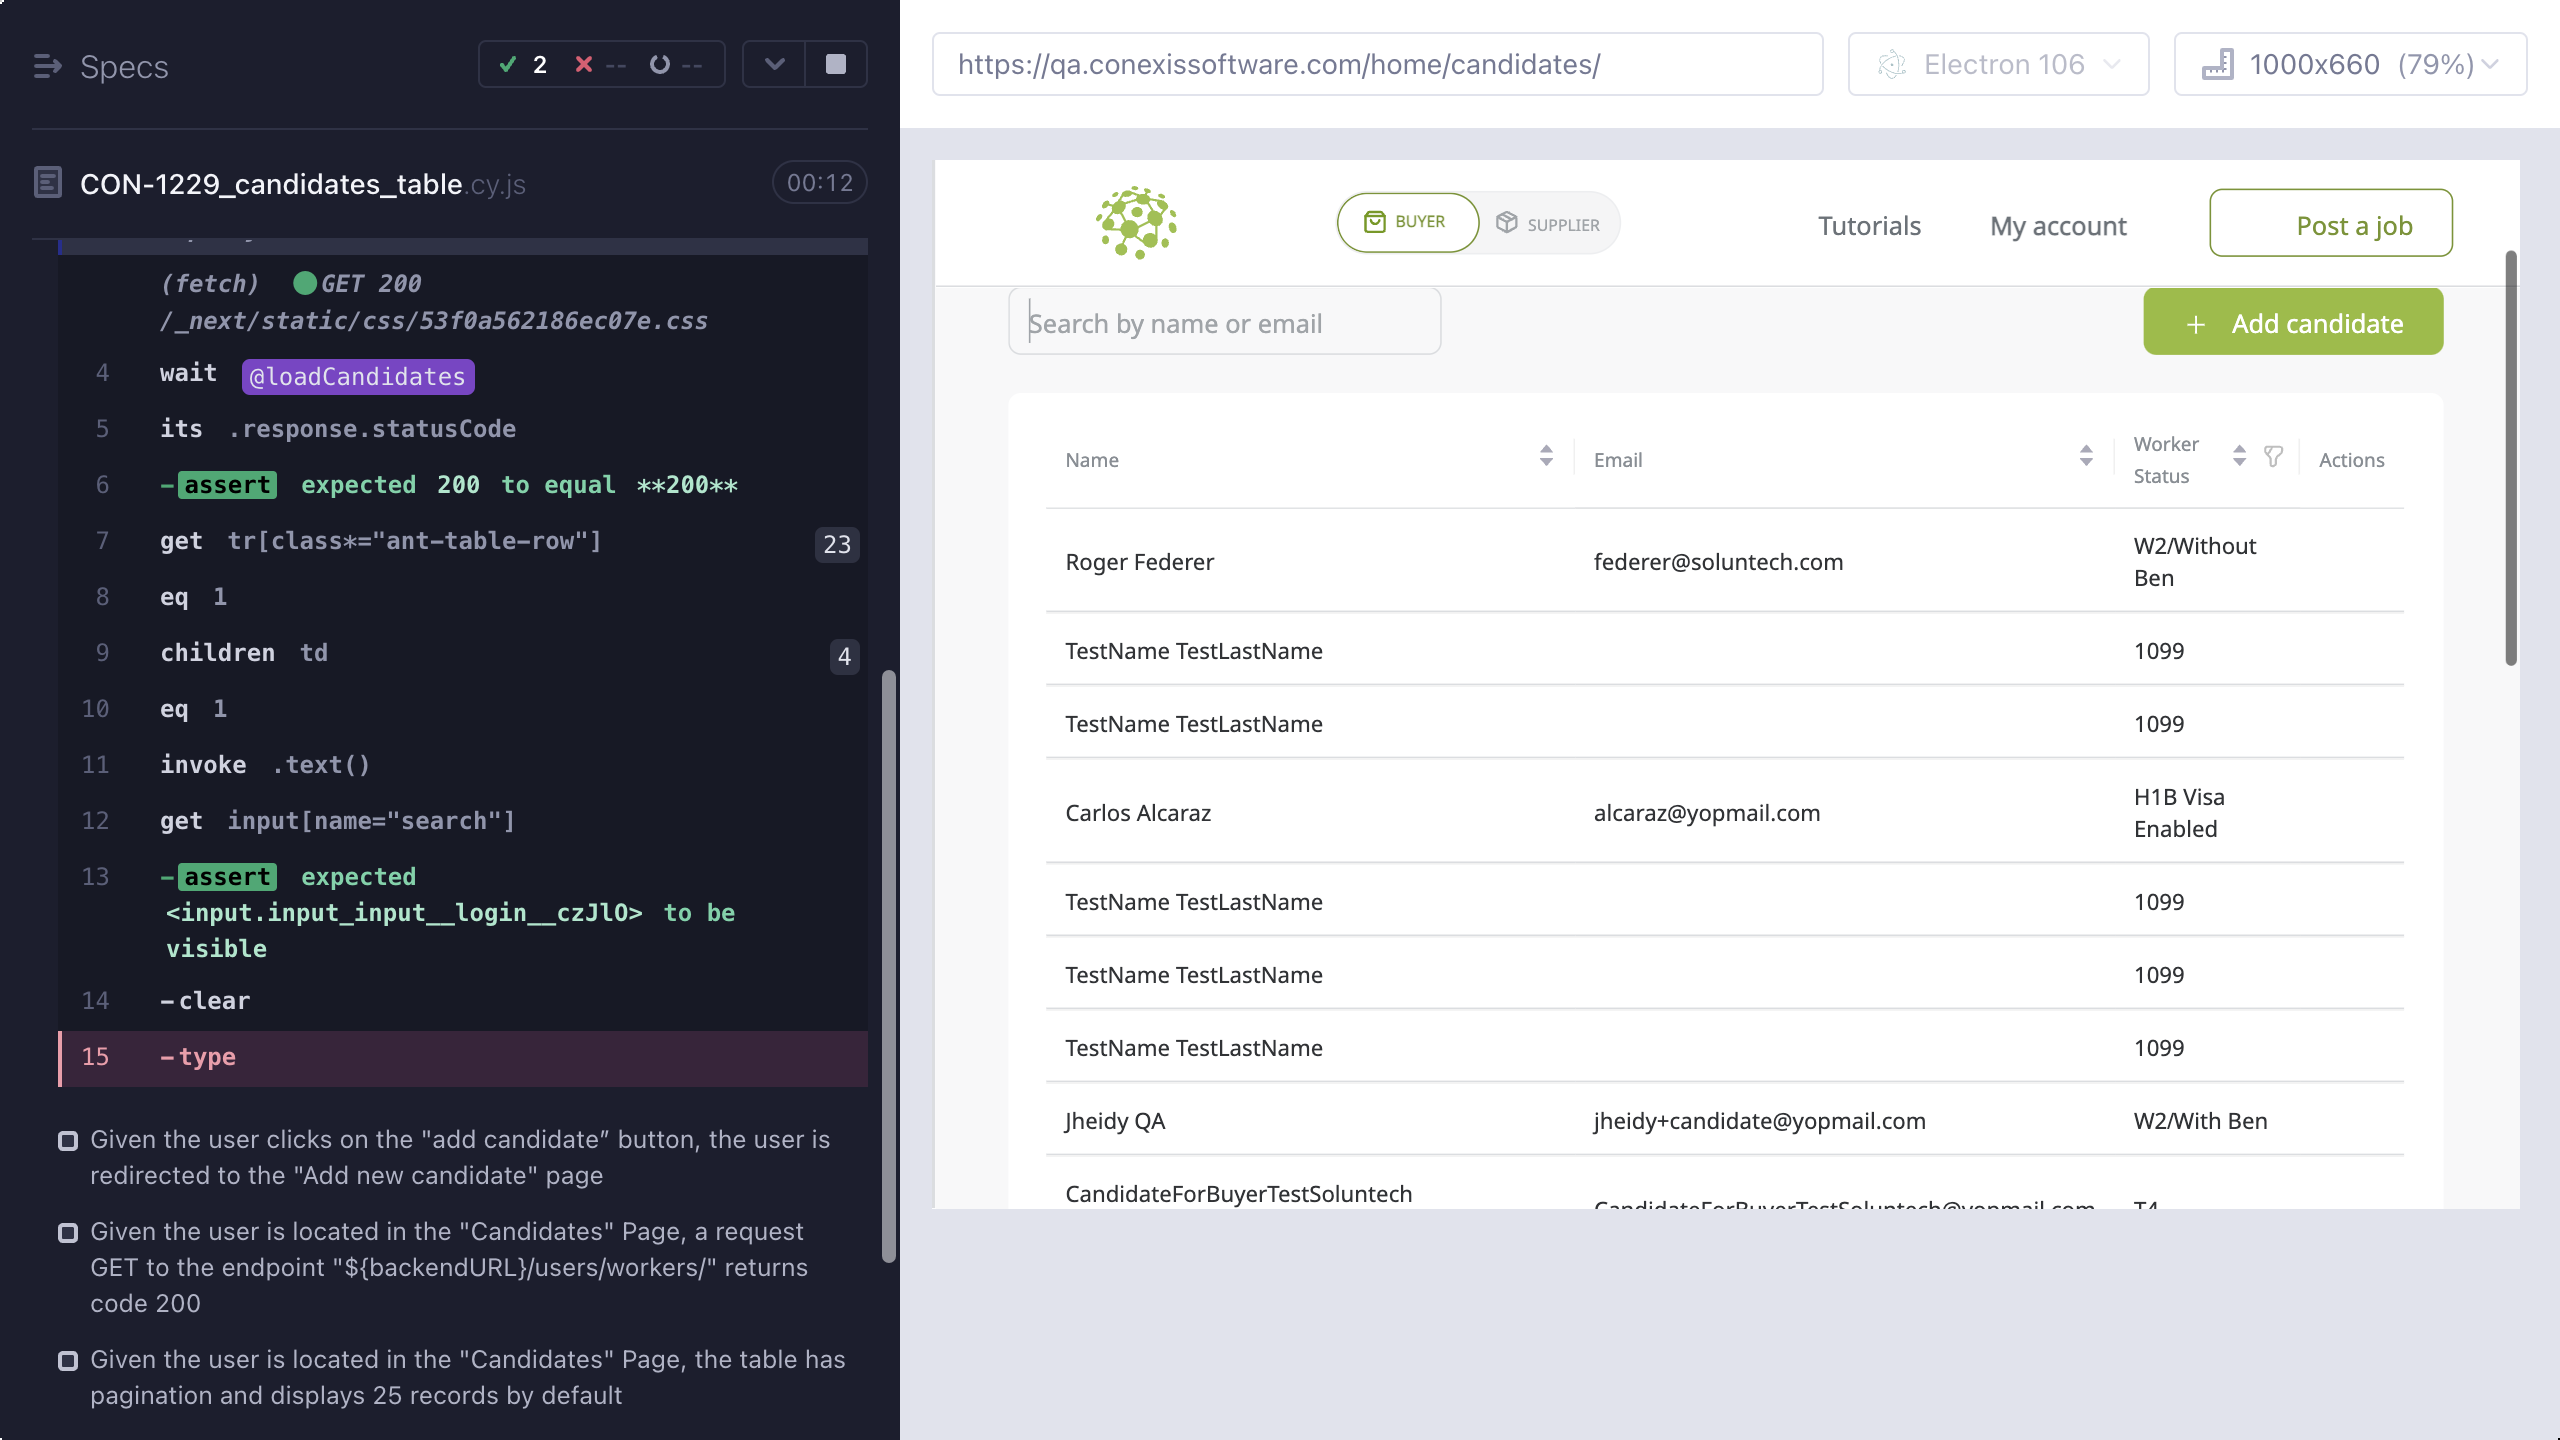 Specs
2 -- --
CON-1229_candidates_table.cy.js 00:12
(fetch) GET 200
/_next/static/css/53f0a562186ec07e.css
4 wait @loadCandidates
5 its .response.statusCode
6 -assert expected 200 to equal **200**
7 get tr[class*="ant-table-row"] 23
8 eq 1
9 children td 4
10 eq 1
11 invoke .text()
12 get input[name="search"]
13 -assert expected
<input.input_input__login__czJlO> to be
visible
14 -clear
15 -type
Given the user clicks on the "add candidate” button, the user is
redirected to the "Add new candidate" page
Given the user is located in the "Candidates" Page, a request
GET to the endpoint "${backendURL}/users/workers/" returns
code 200
Given the user is located in the "Candidates" Page, the table has
pagination and displays 25 records by default
https://qa.conexissoftware.com/home/candidates/
Electron 106
1000x660 (79%)
BUYER SUPPLIER
Tutorials
My account
Post a job
Search by name or email
+ Add candidate
Name Email Worker Status Actions
Roger Federer federer@soluntech.com W2/Without Ben
TestName TestLastName 1099
TestName TestLastName 1099
Carlos Alcaraz alcaraz@yopmail.com H1B Visa Enabled
TestName TestLastName 1099
TestName TestLastName 1099
TestName TestLastName 1099
Jheidy QA jheidy+candidate@yopmail.com W2/With Ben
CandidateForBuyerTestSoluntech CandidateForBuyerTestSoluntech@yopmail.com T4